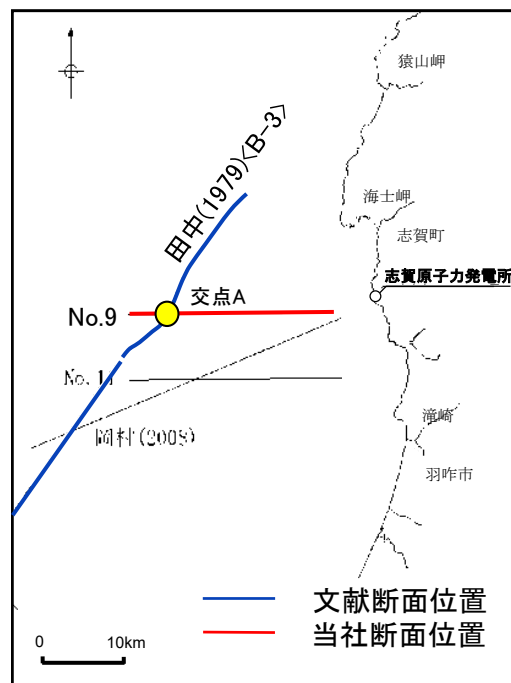 猿山岬
田中(1979)<B-3>
海士岬
志賀町
志賀原子力発電所
交点A
No.9
No. 1
岡村(2008)
滝崎
羽咋市
文献断面位置
当社断面位置
0 10km